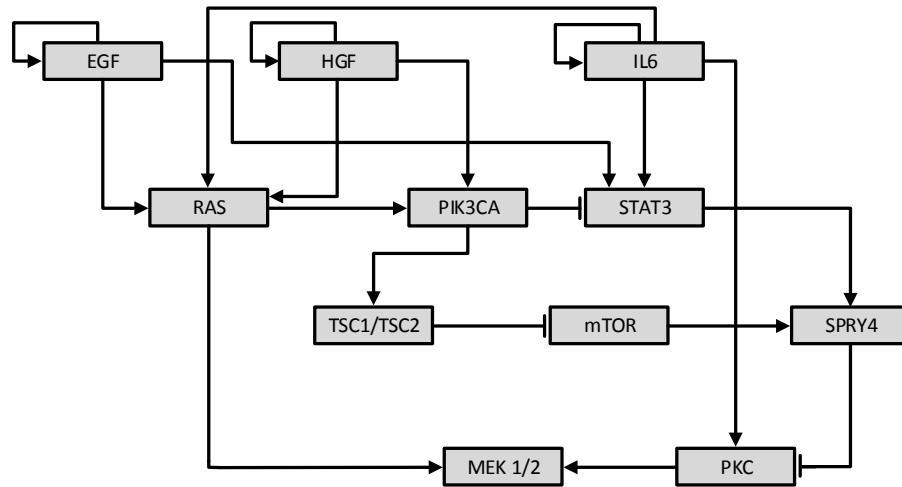 EGF
HGF
IL6
RAS
PIK3CA
STAT3
TSC1/TSC2
mTOR
SPRY4
MEK 1/2
PKC